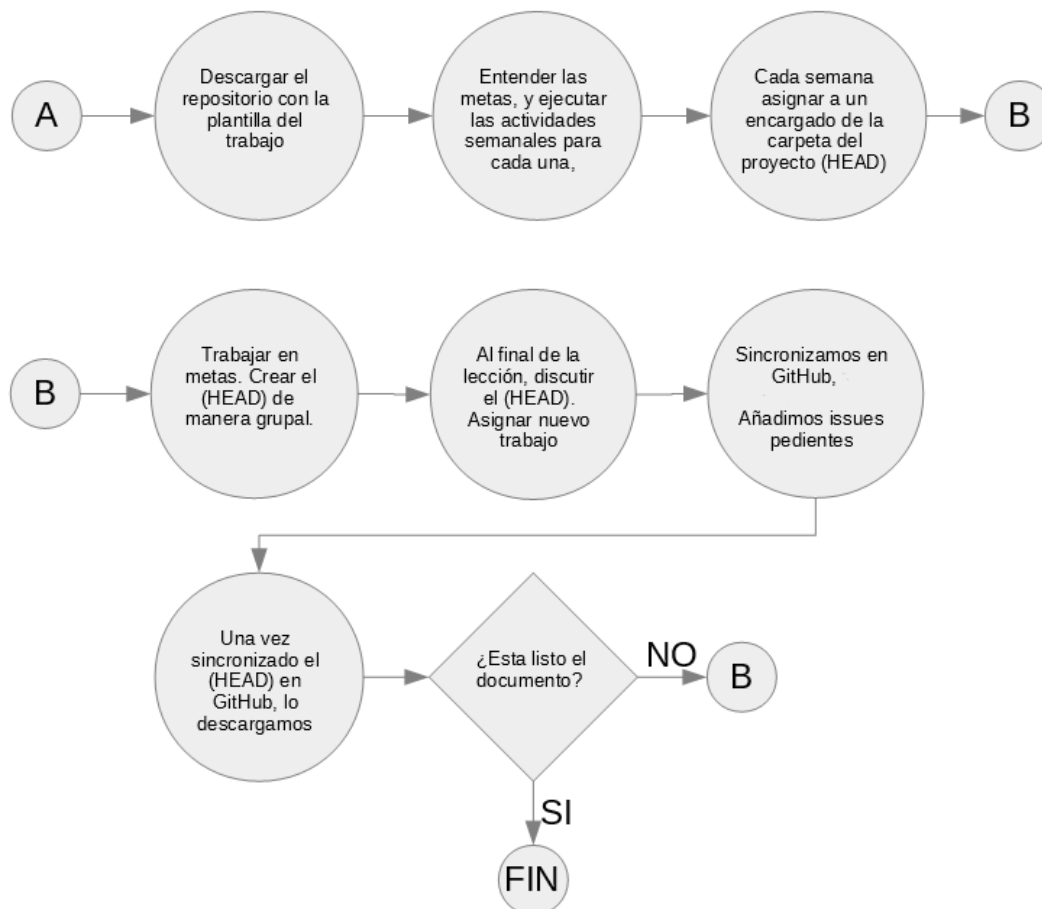 A
Descargar el
repositorio con la
plantilla del
trabajo
Entender las
metas, y ejecutar
las actividades
semanales para
cada una,
Cada semana
asignar a un
encargado de la
carpeta del
proyecto (HEAD)
B
B
Trabajar en
metas. Crear el
(HEAD) de
manera grupal.
Al final de la
lección, discutir
el (HEAD).
Asignar nuevo
trabajo
Sincronizamos en
GitHub,
Añadimos issues
pedientes
Una vez
sincronizado el
(HEAD) en
GitHub, lo
descargamos
¿Esta listo el
documento?
NO
B
SI
FIN